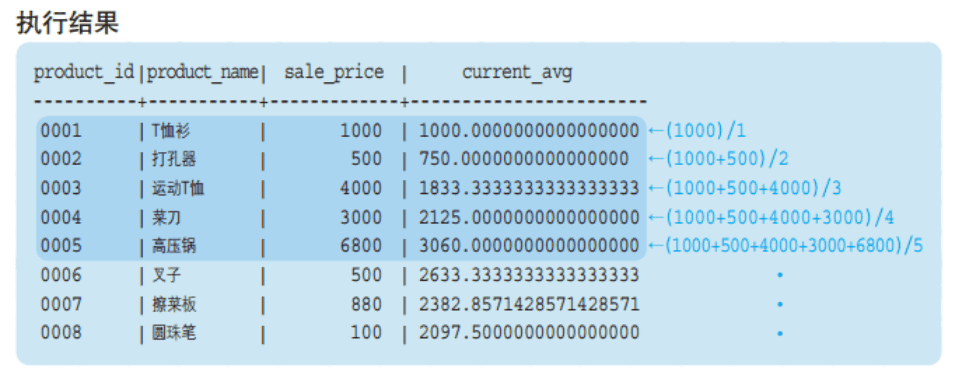 执行结果
product_id|product_name| sale_price | current_avg
----------+-----------+-------------+-----------------------
0001 | T恤衫 | 1000 | 1000.0000000000000000 ←(1000)/1
0002 | 打孔器 | 500 | 750.0000000000000000 ←(1000+500)/2
0003 | 运动T恤 | 4000 | 1833.3333333333333333 ←(1000+500+4000)/3
0004 | 菜刀 | 3000 | 2125.0000000000000000 ←(1000+500+4000+3000)/4
0005 | 高压锅 | 6800 | 3060.0000000000000000 ←(1000+500+4000+3000+6800)/5
0006 | 叉子 | 500 | 2633.3333333333333333 •
0007 | 擦菜板 | 880 | 2382.8571428571428571 •
0008 | 圆珠笔 | 100 | 2097.5000000000000000 •